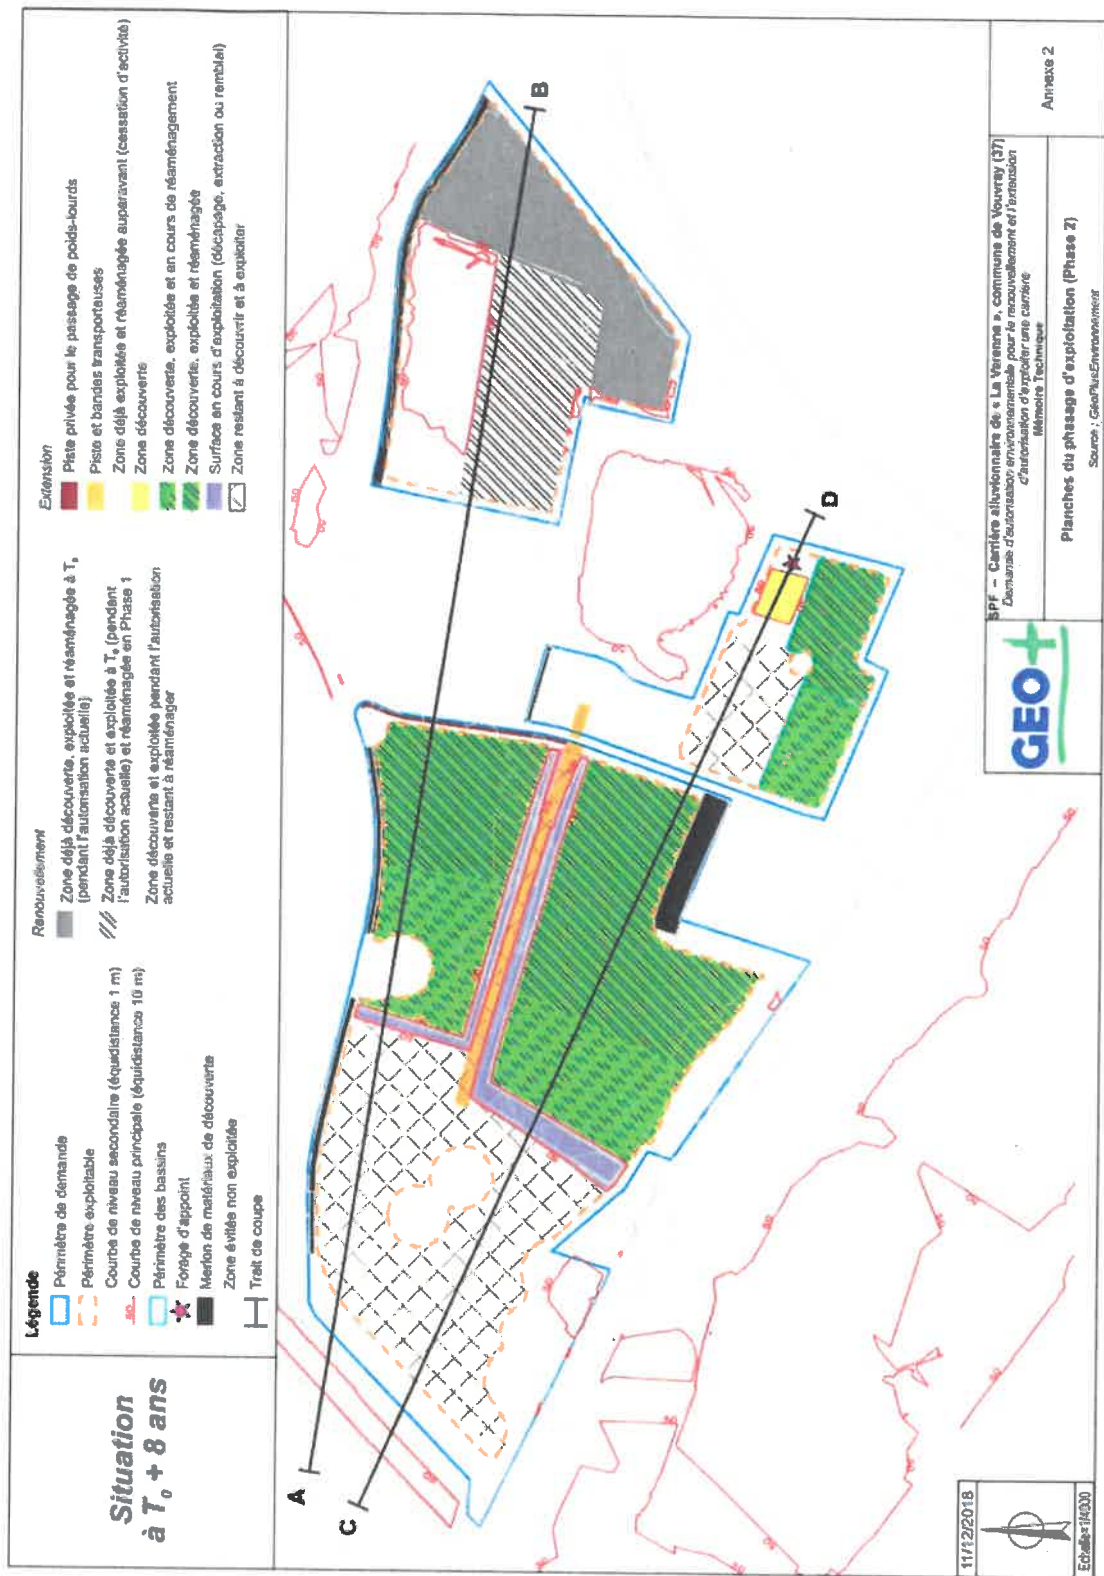 Situation
à T₀ + 8 ans
Légende
Périmètre de demande
Périmètre exploitable
Courbe de niveau secondaire (équidistance 1 m)
Courbe de niveau principale (équidistance 10 m)
Périmètre des bassins
Forage d'appoint
Merlon de matériaux de découverte
Zone évitée non exploitée
Trait de coupe
Renouvellement
Zone déjà découverte, exploitée et réaménagée à T₀
(pendant l'autorisation actuelle)
Zone déjà découverte et exploitée à T₀ (pendant
l'autorisation actuelle) et réaménagée en Phase 1
Zone découverte et exploitée pendant l'autorisation
actuelle et restant à réaménager
Extension
Piste privée pour le passage de poids-lourds
Piste et bandes transporteuses
Zone déjà exploitée et réaménagée auparavant (cessation d'activité)
Zone découverte
Zone découverte, exploitée et en cours de réaménagement
Zone découverte, exploitée et réaménagée
Surface en cours d'exploitation (décapage, extraction ou remblai)
Zone restant à découvrir et à exploiter
A
B
C
D
11/12/2018
Echelle=1/4000
GEO+
SPF – Carrière alluvionnaire de « La Varenne », commune de Vouvray (37)
Demande d'autorisation environnementale pour le renouvellement et l'extension
d'autorisation d'exploiter une carrière
Mémoire Technique
Planches du phasage d'exploitation (Phase 2)
Source : GéoPlusEnvironnement
Annexe 2